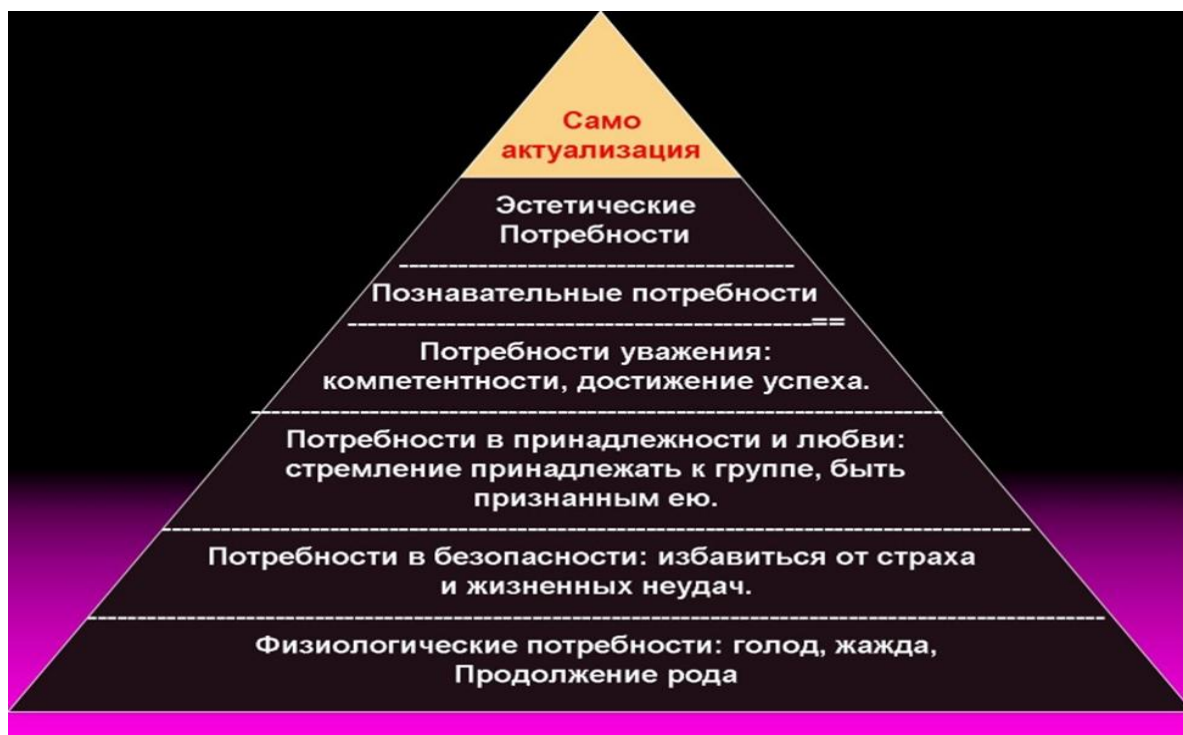 Само
актуализация
Эстетические
Потребности
Познавательные потребности
Потребности уважения:
компетентности, достижение успеха.
Потребности в принадлежности и любви:
стремление принадлежать к группе, быть
признанным ею.
Потребности в безопасности: избавиться от страха
и жизненных неудач.
Физиологические потребности: голод, жажда,
Продолжение рода